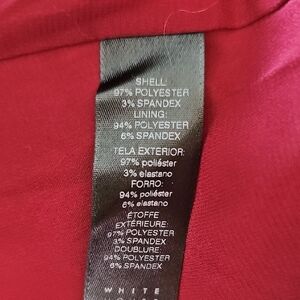 SHELL:
97% POLYESTER
3% SPANDEX
LINING:
94% POLYESTER
6% SPANDEX
TELA EXTERIOR:
97% poliéster
3% elastano
FORRO:
94% poliéster
6% elastano
ÉTOFFE
EXTÉRIEURE:
97% POLYESTER
3% SPANDEX
DOUBLURE:
94% POLYESTER
6% SPANDEX
WHITE